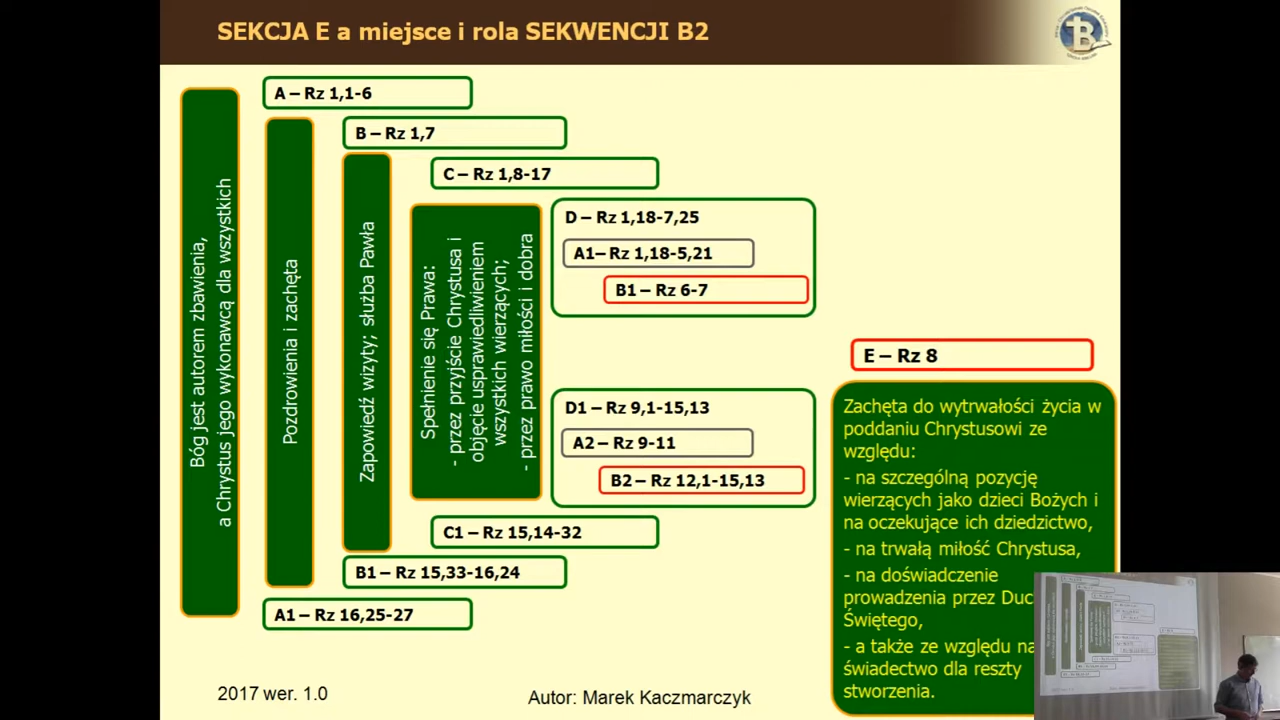 SEKCJA E a miejsce i rola SEKWENCJI B2
A – Rz 1,1-6
B – Rz 1,7
C – Rz 1,8-17
D – Rz 1,18-7,25
A1– Rz 1,18-5,21
B1 – Rz 6-7
E – Rz 8
D1 – Rz 9,1-15,13
A2 – Rz 9-11
B2 – Rz 12,1-15,13
C1 – Rz 15,14-32
B1 – Rz 15,33-16,24
A1 – Rz 16,25-27
Bóg jest autorem zbawienia,
a Chrystus jego wykonawcą dla wszystkich
Pozdrowienia i zachęta
Zapowiedź wizyty; służba Pawła
Spełnienie się Prawa:
- przez przyjście Chrystusa i
objęcie usprawiedliwieniem
wszystkich wierzących;
- przez prawo miłości i dobra
Zachęta do wytrwałości życia w
poddaniu Chrystusowi ze
względu:
- na szczególną pozycję
wierzących jako dzieci Bożych i
na oczekujące ich dziedzictwo,
- na trwałą miłość Chrystusa,
- na doświadczenie
prowadzenia przez Duc
Świętego,
- a także ze względu na
świadectwo dla reszty
stworzenia.
2017 wer. 1.0
Autor: Marek Kaczmarczyk